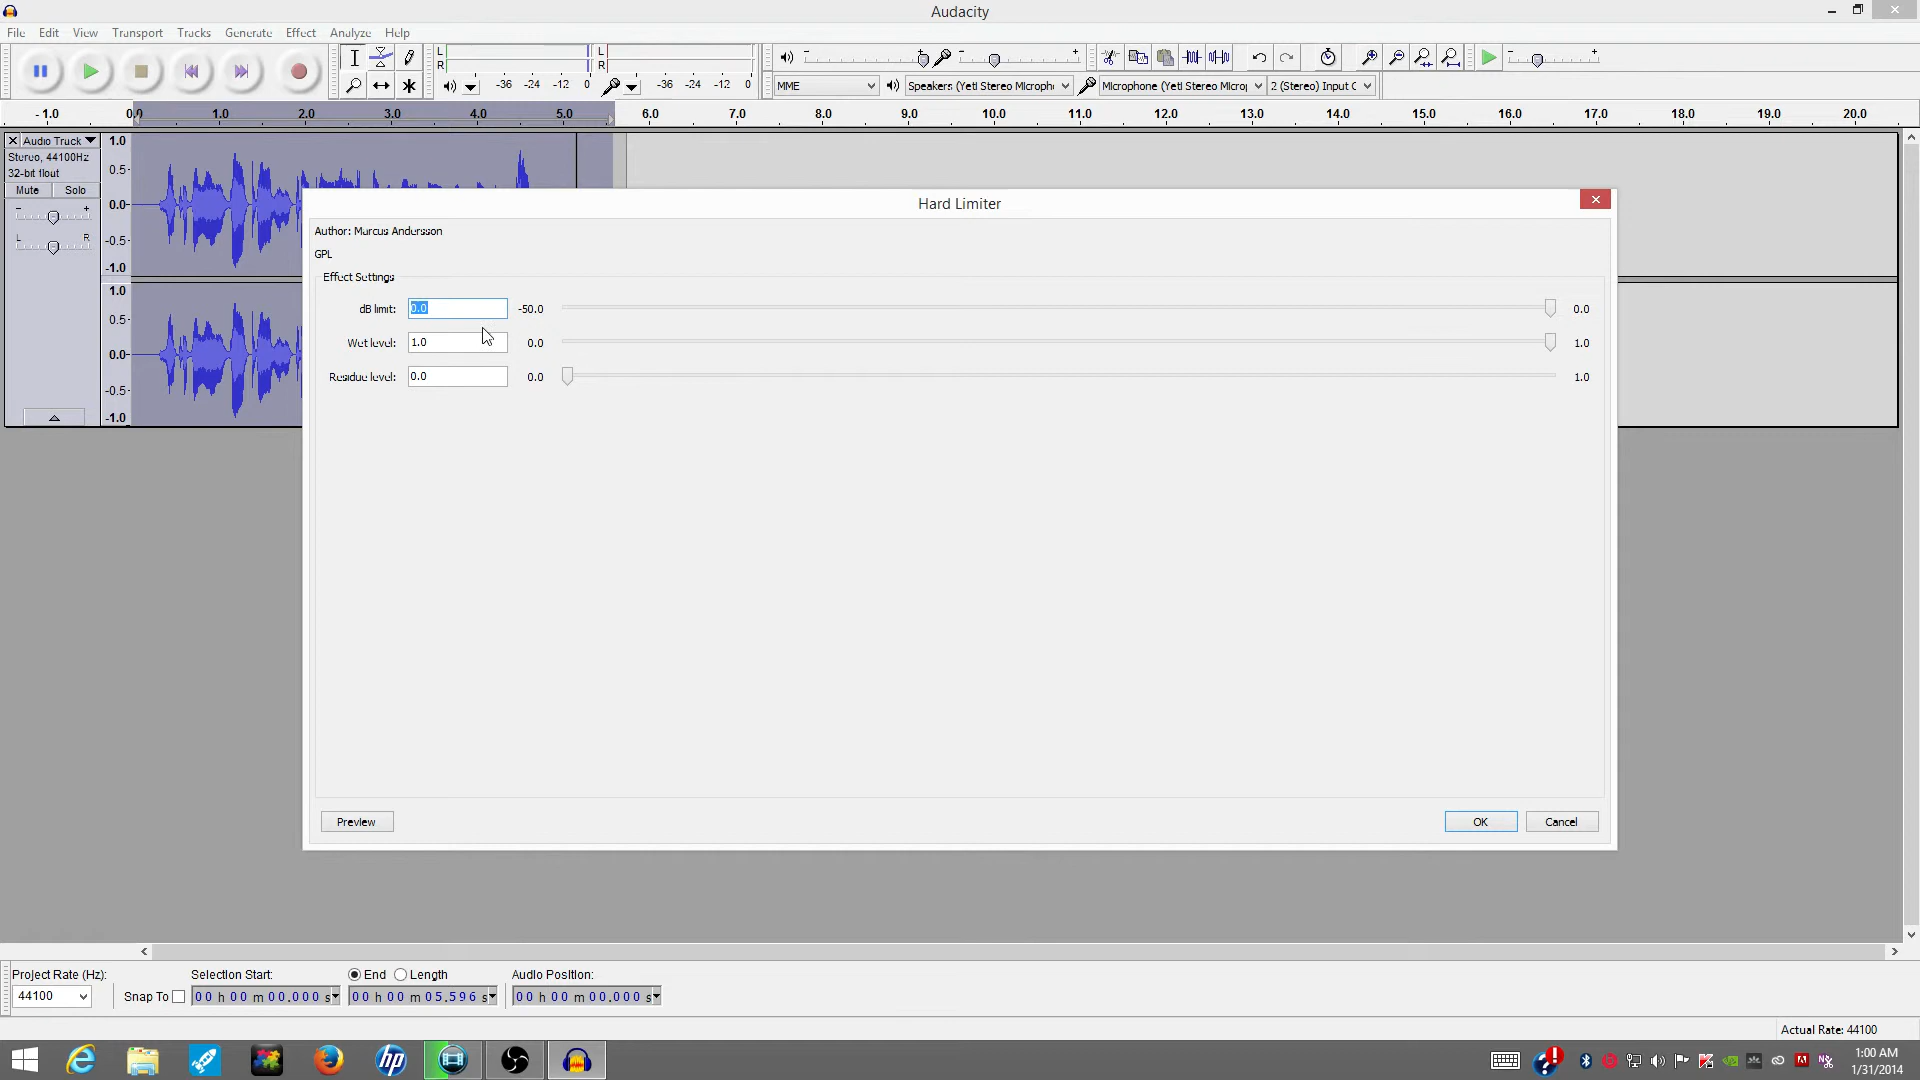 Audacity
File Edit View Transport Tracks Generate Effect Analyze Help
L R -36 -24 -12 0 L R -36 -24 -12 0
MME Speakers (Yeti Stereo Microph Microphone (Yeti Stereo Microp 2 (Stereo) Input C
- 1.0 0.0 1.0 2.0 3.0 4.0 5.0 6.0 7.0 8.0 9.0 10.0 11.0 12.0 13.0 14.0 15.0 16.0 17.0 18.0 19.0 20.0
Audio Track
Stereo, 44100Hz
32-bit float
Mute Solo
- +
L R
1.0
0.5-
0.0-
-0.5-
-1.0
1.0
0.5-
0.0-
-0.5-
-1.0
Hard Limiter
Author: Marcus Andersson
GPL
Effect Settings
dB limit: 0.0 -50.0 0.0
Wet level: 1.0 0.0 1.0
Residue level: 0.0 0.0 1.0
Preview OK Cancel
Project Rate (Hz): Selection Start: End Length Audio Position:
44100 Snap To 00 h 00 m 00.000 s 00 h 00 m 05.596 s 00 h 00 m 00.000 s
Actual Rate: 44100
hp
1:00 AM
1/31/2014